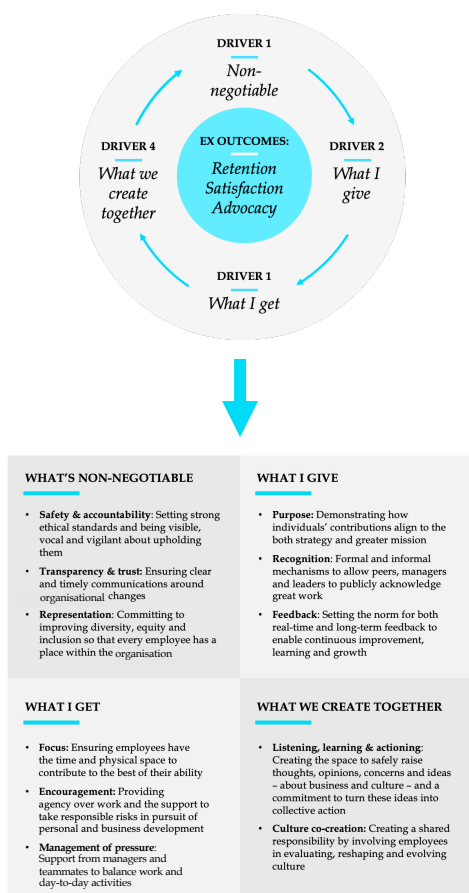 DRIVER 1
Non-
negotiable
DRIVER 4
What we
create
together
EX OUTCOMES:
Retention
Satisfaction
Advocacy
DRIVER 2
What I
give
DRIVER 1
What I get
WHAT'S NON-NEGOTIABLE
• Safety & accountability: Setting strong
ethical standards and being visible,
vocal and vigilant about upholding
them
• Transparency & trust: Ensuring clear
and timely communications around
organisational changes
• Representation: Committing to
improving diversity, equity and
inclusion so that every employee has a
place within the organisation
WHAT I GIVE
• Purpose: Demonstrating how
individuals' contributions align to the
both strategy and greater mission
• Recognition: Formal and informal
mechanisms to allow peers, managers
and leaders to publicly acknowledge
great work
• Feedback: Setting the norm for both
real-time and long-term feedback to
enable continuous improvement,
learning and growth
WHAT I GET
• Focus: Ensuring employees have
the time and physical space to
contribute to the best of their ability
• Encouragement: Providing
agency over work and the support to
take responsible risks in pursuit of
personal and business development
• Management of pressure:
Support from managers and
teammates to balance work and
day-to-day activities
WHAT WE CREATE TOGETHER
• Listening, learning & actioning:
Creating the space to safely raise
thoughts, opinions, concerns and ideas
– about business and culture – and a
commitment to turn these ideas into
collective action
• Culture co-creation: Creating a shared
responsibility by involving employees
in evaluating, reshaping and evolving
culture